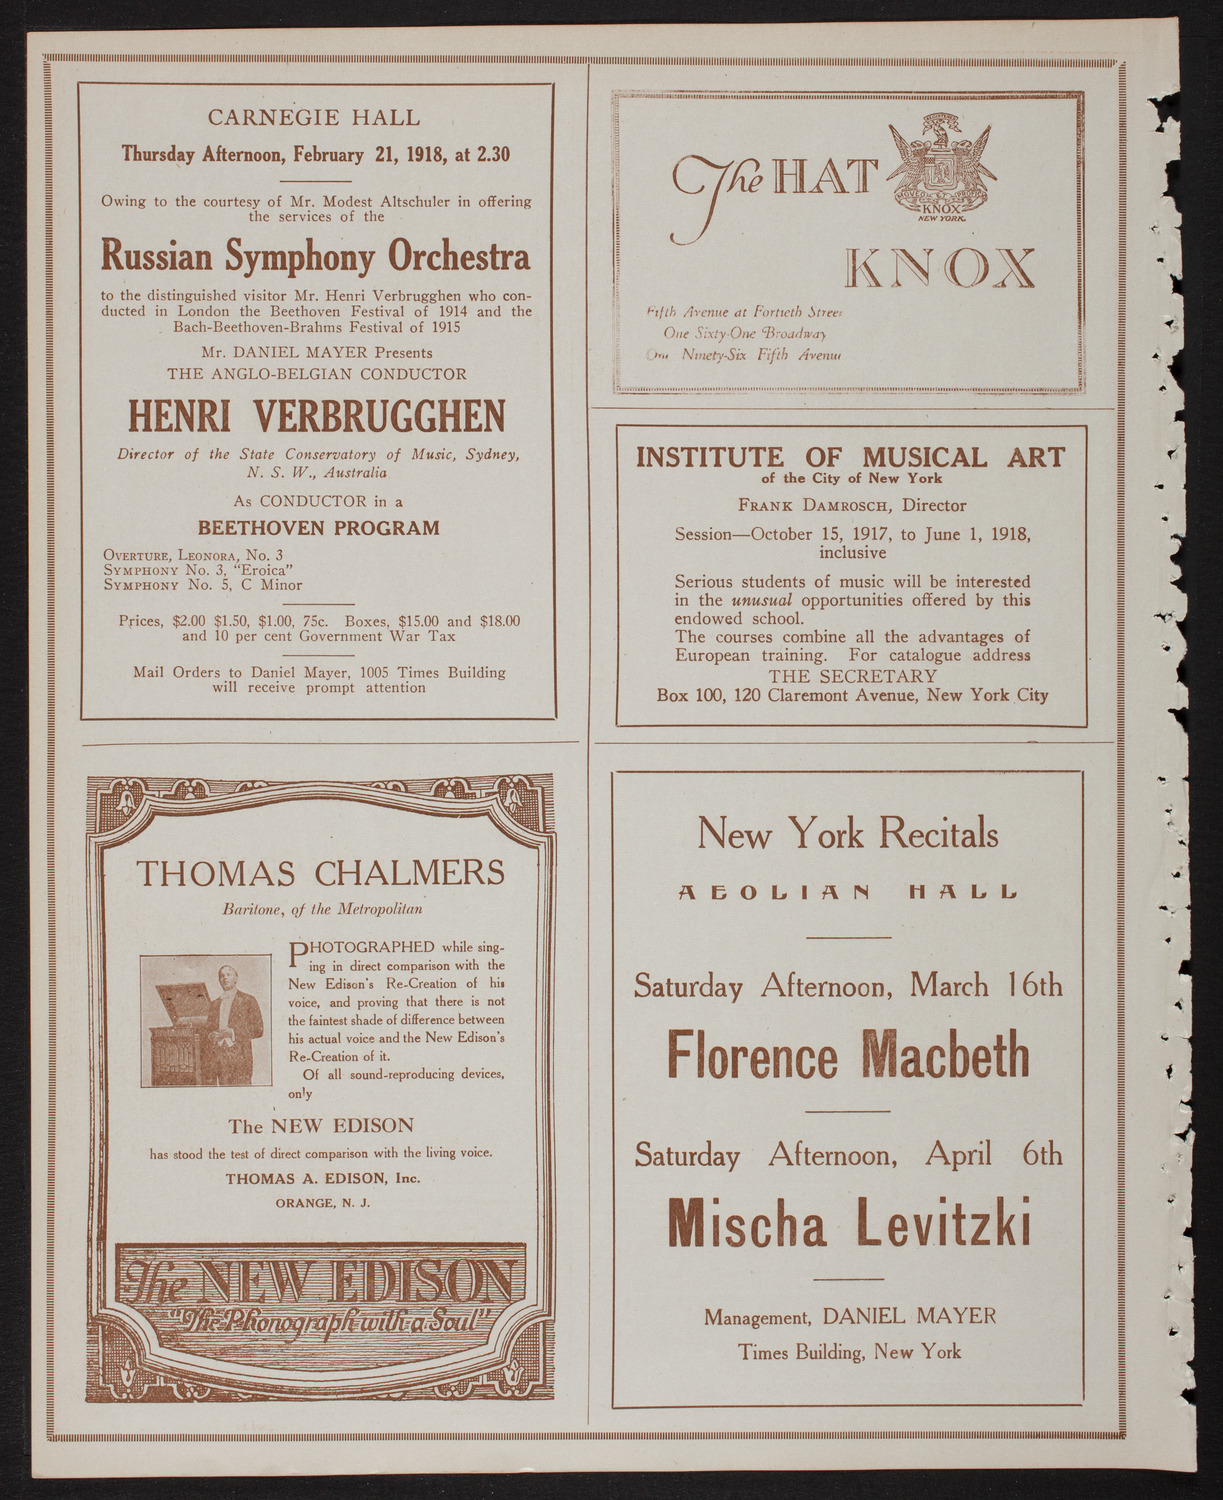 CARNEGIE HALL
Thursday Afternoon, February 21, 1918, at 2.30
Owing to the courtesy of Mr. Modest Altschuler in offering
the services of the
Russian Symphony Orchestra
to the distinguished visitor Mr. Henri Verbrugghen who con-
ducted in London the Beethoven Festival of 1914 and the
Bach-Beethoven-Brahms Festival of 1915
Mr. DANIEL MAYER Presents
THE ANGLO-BELGIAN CONDUCTOR
HENRI VERBRUGGHEN
Director of the State Conservatory of Music, Sydney,
N. S. W., Australia
As CONDUCTOR in a
BEETHOVEN PROGRAM
OVERTURE, LEONORA, No. 3
SYMPHONY No. 3, "Eroica"
SYMPHONY No. 5, C Minor
Prices, $2.00 $1.50, $1.00, 75c. Boxes, $15.00 and $18.00
and 10 per cent Government War Tax
Mail Orders to Daniel Mayer, 1005 Times Building
will receive prompt attention
The HAT
KNOX
NEW YORK
KNOX
Fifth Avenue at Fortieth Street
One Sixty-One Broadway
One Ninety-Six Fifth Avenue
INSTITUTE OF MUSICAL ART
of the City of New York
FRANK DAMROSCH, Director
Session—October 15, 1917, to June 1, 1918,
inclusive
Serious students of music will be interested
in the unusual opportunities offered by this
endowed school.
The courses combine all the advantages of
European training. For catalogue address
THE SECRETARY
Box 100, 120 Claremont Avenue, New York City
THOMAS CHALMERS
Baritone, of the Metropolitan
PHOTOGRAPHED while sing-
ing in direct comparison with the
New Edison's Re-Creation of his
voice, and proving that there is not
the faintest shade of difference between
his actual voice and the New Edison's
Re-Creation of it.
Of all sound-reproducing devices,
only
The NEW EDISON
has stood the test of direct comparison with the living voice.
THOMAS A. EDISON, Inc.
ORANGE, N. J.
The NEW EDISON
"The Phonograph with a Soul"
New York Recitals
AEOLIAN HALL
Saturday Afternoon, March 16th
Florence Macbeth
Saturday Afternoon, April 6th
Mischa Levitzki
Management, DANIEL MAYER
Times Building, New York